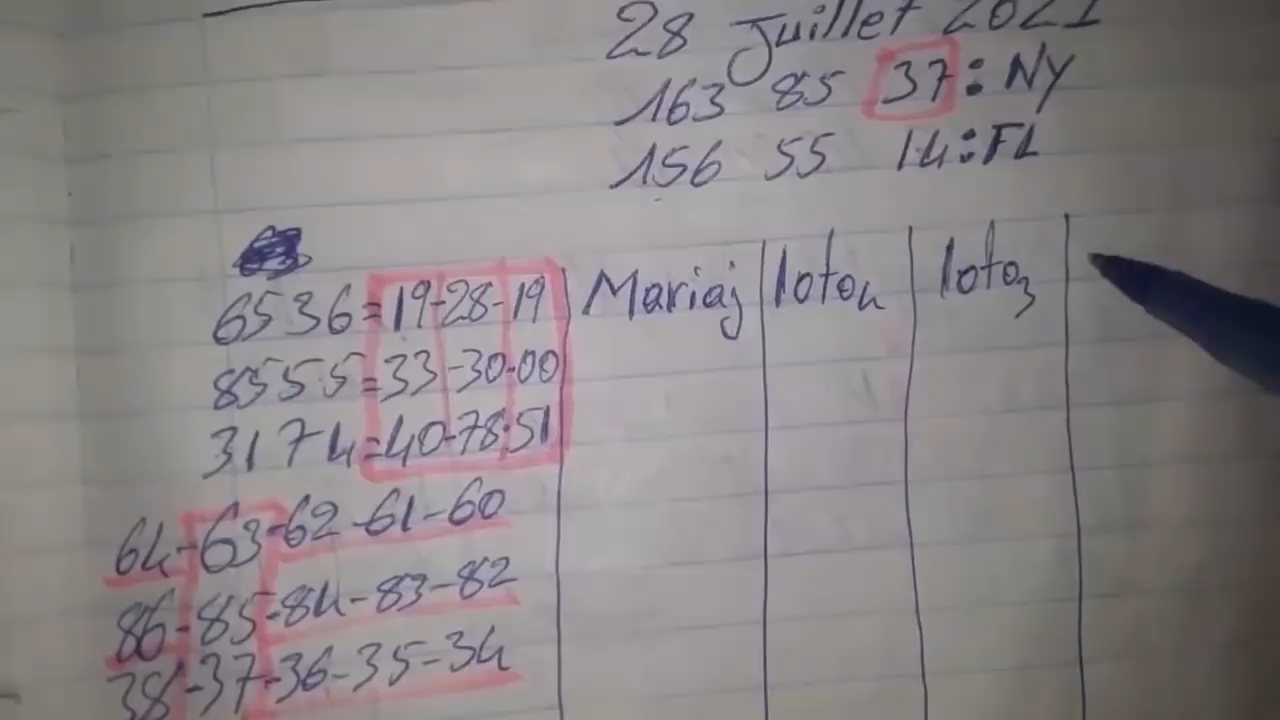 28 Juillet 2021
163 85 37: NY
156 55 14: FL
6536=19-28-19 Mariaj loto4 loto3
8555=33-30-00
3174=40-78-51
64-63-62-61-60
86-85-84-83-82
38-37-36-35-34